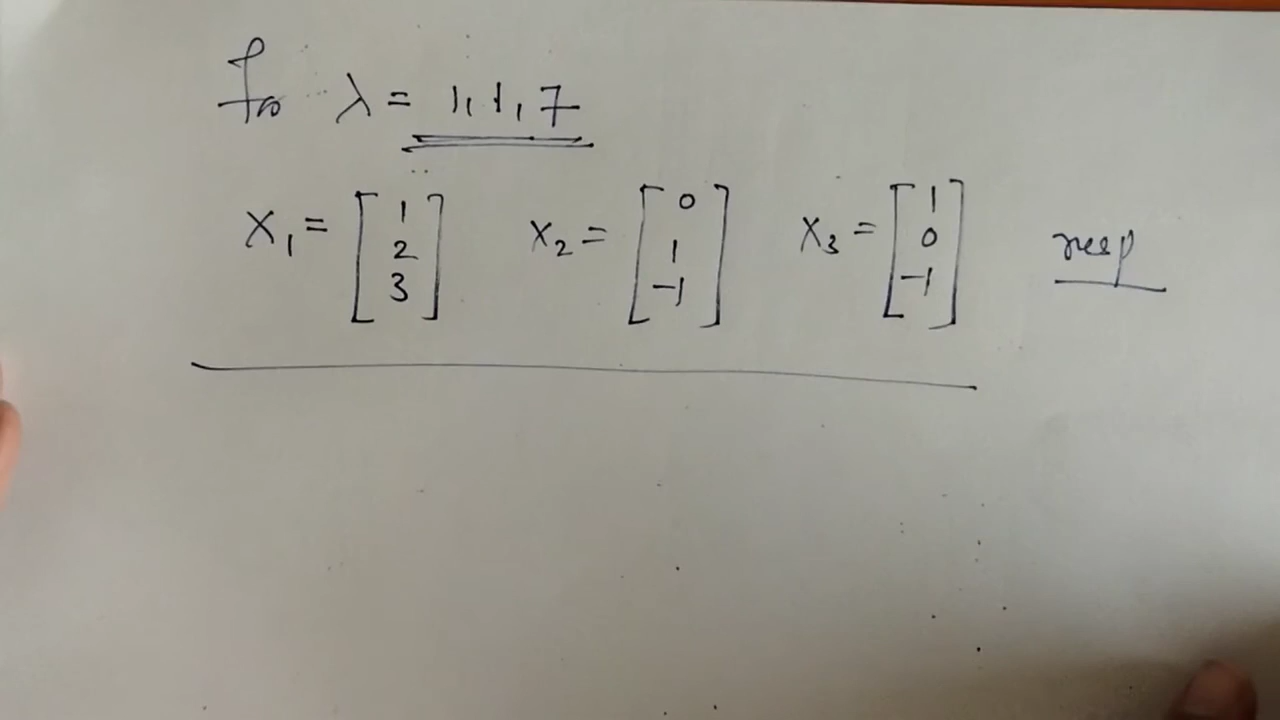 for λ = 1, 1, 7
X₁ = [1 2 3] X₂ = [0 1 -1] X₃ = [1 0 -1] resp